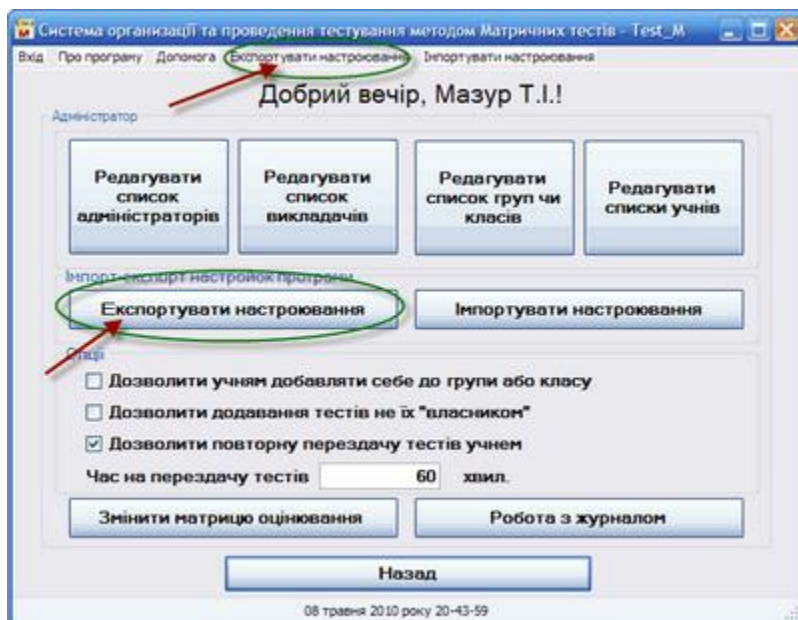 Система организації та проведення тестування методом Матричних тестів - Test_M
Вхід Про програму Допомога Експортувати настроювання Імпортувати настроювання
Добрий вечір, Мазур Т.І.!
Адміністратор
Редагувати список адміністраторів
Редагувати список викладачів
Редагувати список груп чи класів
Редагувати списки учнів
Імпорт-експорт настройок програми
Експортувати настроювання Імпортувати настроювання
Опції
Дозволити учням добавляти себе до групи або класу
Дозволити додавання тестів не їх "власником"
Дозволити повторну перездачу тестів учнем
Час на перездачу тестів 60 хвил.
Змінити матрицю оцінювання Робота з журналом
Назад
08 травня 2010 року 20-43-59